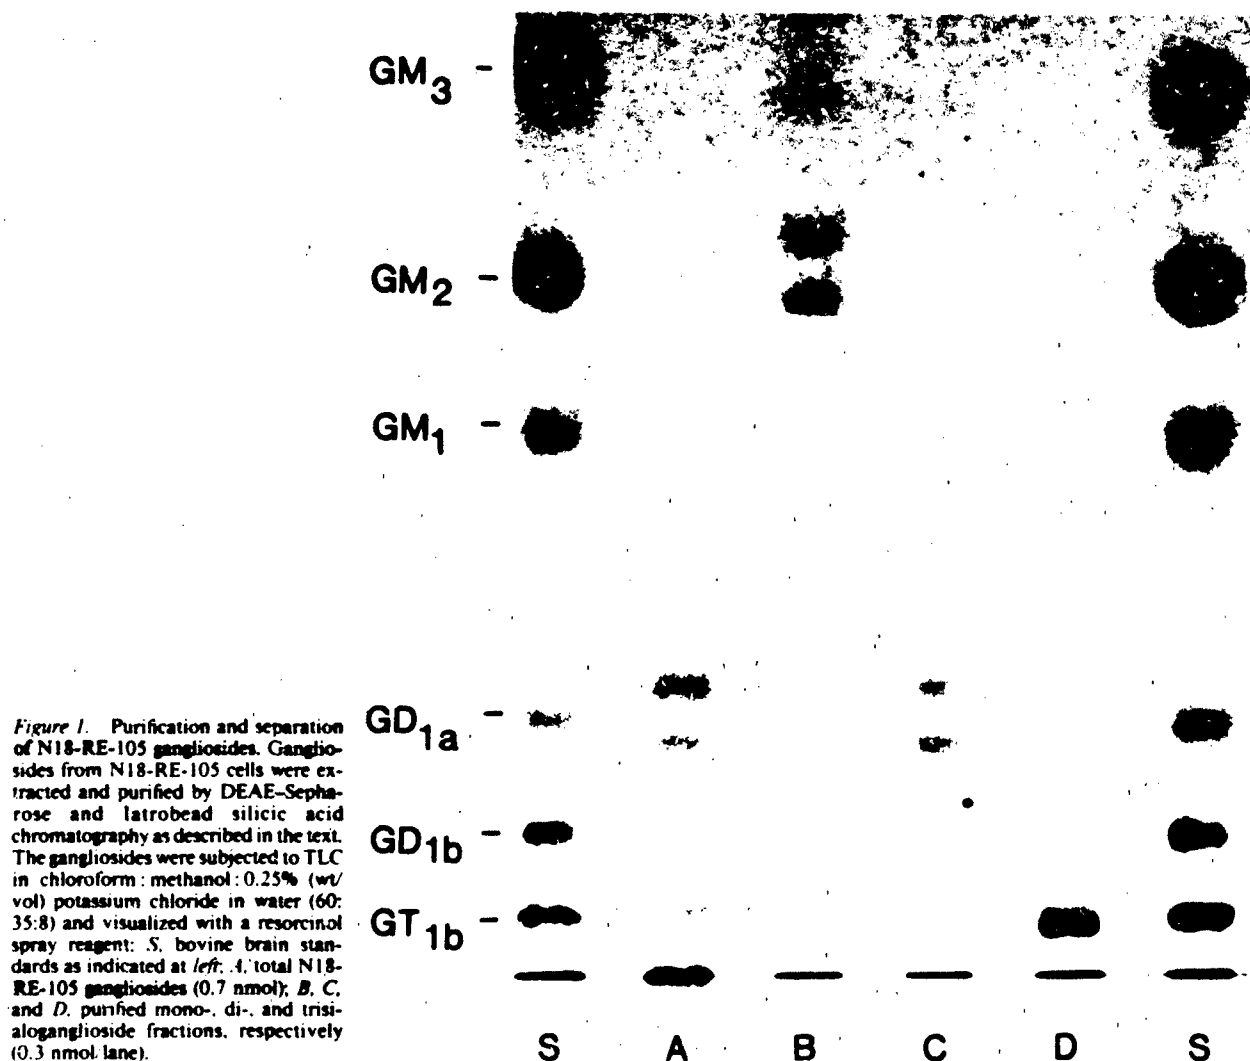 GM3
GM2
GM1
GD1a
GD1b
GT1b
S A B C D S
Figure 1. Purification and separation
of N18-RE-105 gangliosides. Ganglio-
sides from N18-RE-105 cells were ex-
tracted and purified by DEAE–Sepha-
rose and Iatrobead silicic acid
chromatography as described in the text.
The gangliosides were subjected to TLC
in chloroform : methanol : 0.25% (wt/
vol) potassium chloride in water (60:
35:8) and visualized with a resorcinol
spray reagent: S, bovine brain stan-
dards as indicated at left; A, total N18-
RE-105 gangliosides (0.7 nmol); B, C,
and D, purified mono-, di-, and trisi-
aloganglioside fractions, respectively
(0.3 nmol/lane).